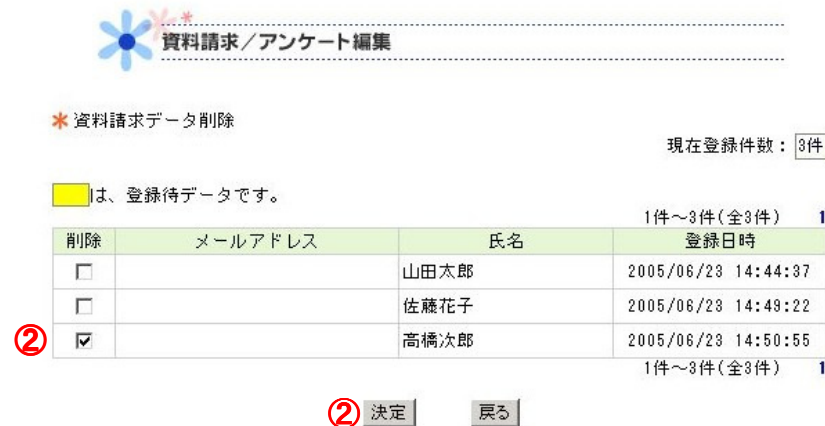 資料請求／アンケート編集
＊資料請求データ削除
現在登録件数： 3件
は、登録待データです。
1件～3件(全3件) 1
削除 メールアドレス 氏名 登録日時
山田太郎 2005/06/23 14:44:37
佐藤花子 2005/06/23 14:49:22
② 高橋次郎 2005/06/23 14:50:55
1件～3件(全3件) 1
② 決定 戻る